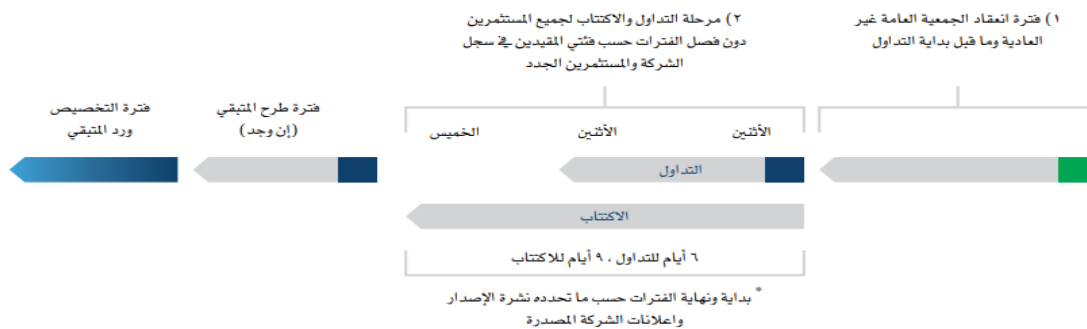 ١) فترة انعقاد الجمعية العامة غير
العادية وما قبل بداية التداول
٢) مرحلة التداول والاكتتاب لجميع المستثمرين
دون فصل الفترات حسب فئتي المقيدين في سجل
الشركة والمستثمرين الجدد
فترة طرح المتبقي
(إن وجد)
فترة التخصيص
ورد المتبقي
الأثنين
الأثنين
الخميس
التداول
الاكتتاب
٦ أيام للتداول ، ٩ أيام للاكتتاب
* بداية ونهاية الفترات حسب ما تحدده نشرة الإصدار
واعلانات الشركة المصدرة